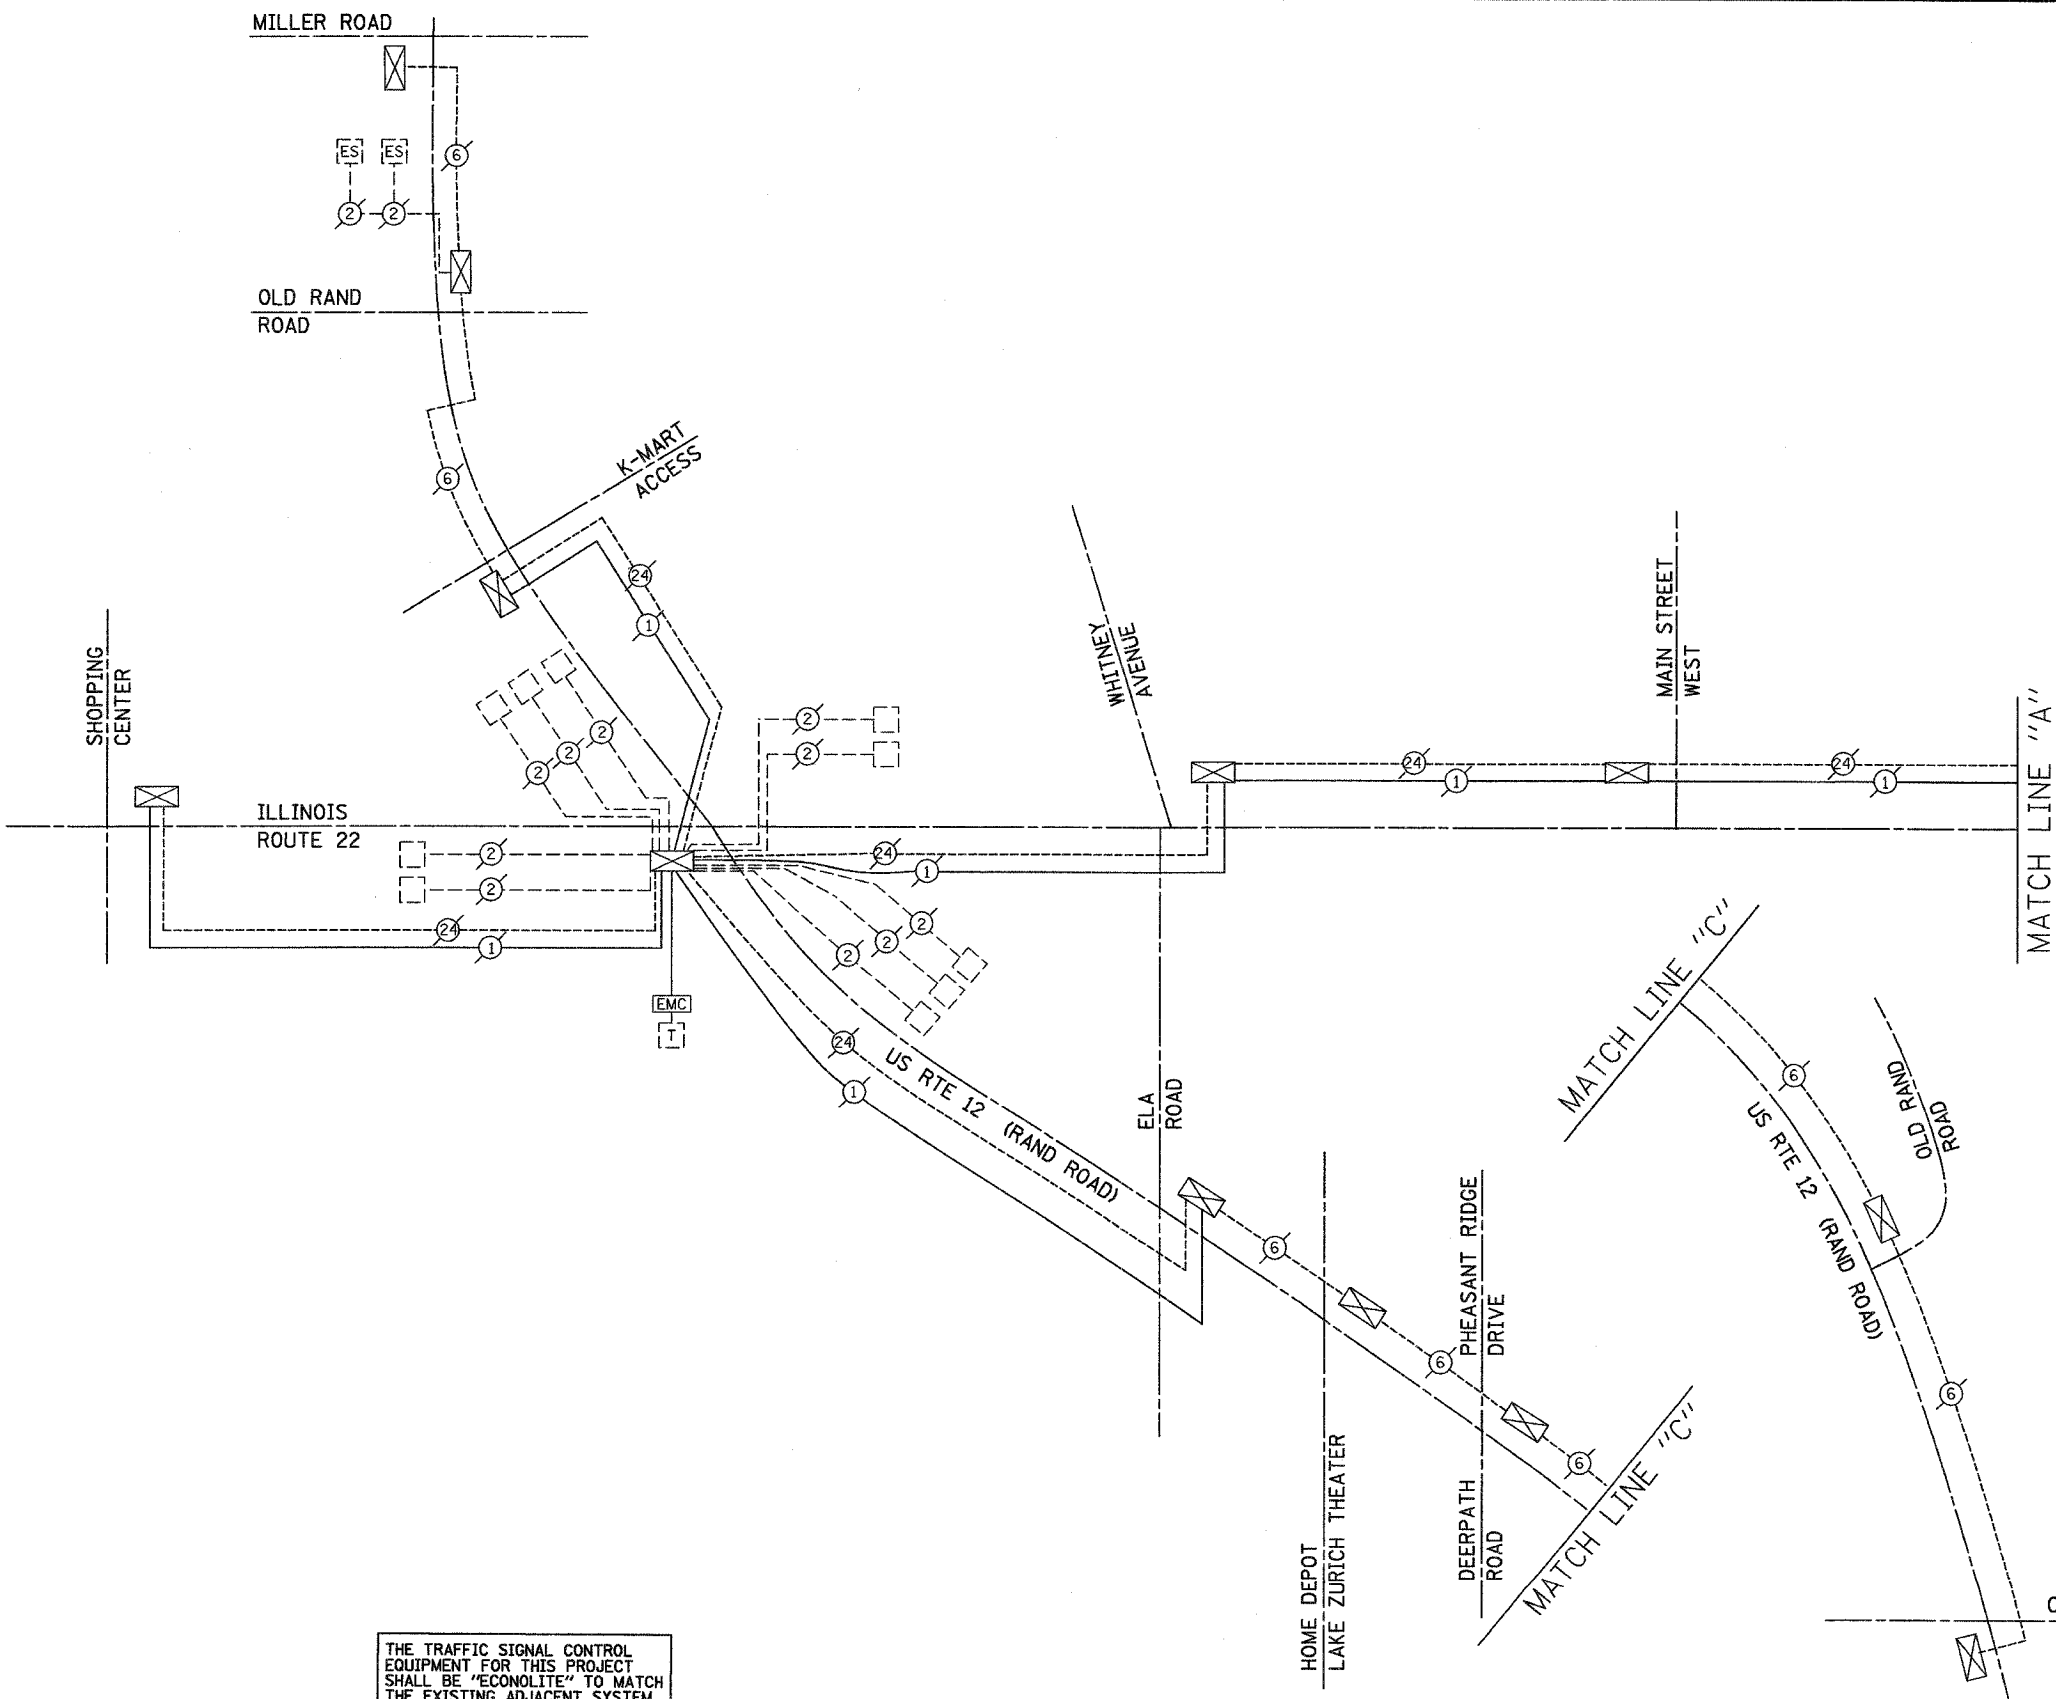 MILLER ROAD
ES ES
6
2 2
OLD RAND
ROAD
K-MART
ACCESS
6
24
1
WHITNEY
AVENUE
MAIN STREET
WEST
SHOPPING
CENTER
2
2
2
2
2
24
1
24
1
MATCH LINE "A"
ILLINOIS
ROUTE 22
2
2
24
1
24
1
2
2
2
EMC
T
24
1
US RTE 12 (RAND ROAD)
ELA
ROAD
MATCH LINE "C"
6
OLD RAND
ROAD
US RTE 12 (RAND ROAD)
6
6
PHEASANT RIDGE
DRIVE
6
6
HOME DEPOT
LAKE ZURICH THEATER
DEERPATH
ROAD
MATCH LINE "C"
THE TRAFFIC SIGNAL CONTROL
EQUIPMENT FOR THIS PROJECT
SHALL BE "ECONOLITE" TO MATCH
THE EXISTING ADJACENT SYSTEM